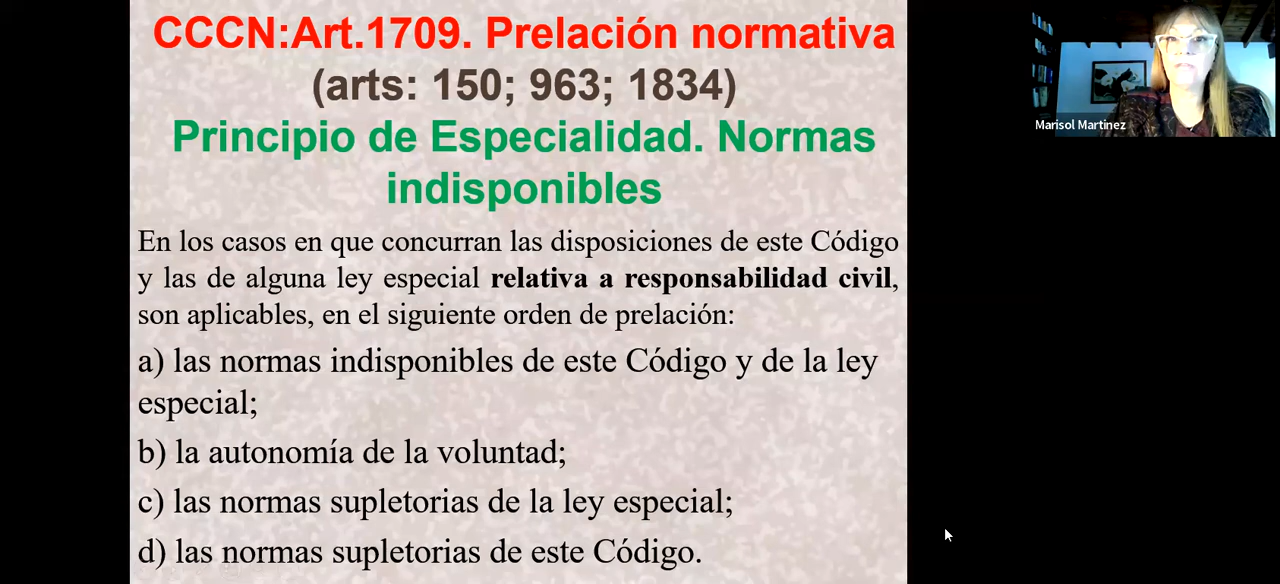 CCCN:Art.1709. Prelación normativa
(arts: 150; 963; 1834)
Principio de Especialidad. Normas
indisponibles
En los casos en que concurran las disposiciones de este Código
y las de alguna ley especial relativa a responsabilidad civil,
son aplicables, en el siguiente orden de prelación:
a) las normas indisponibles de este Código y de la ley
especial;
b) la autonomía de la voluntad;
c) las normas supletorias de la ley especial;
d) las normas supletorias de este Código.
Marisol Martinez